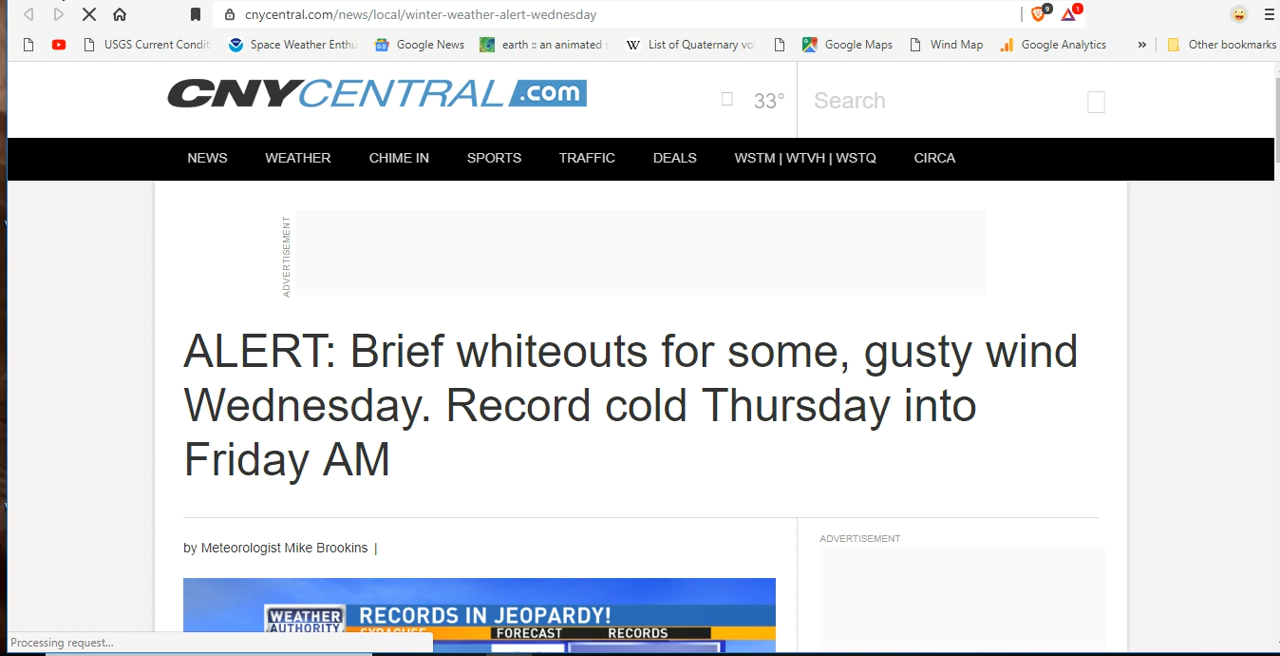 cnycentral.com/news/local/winter-weather-alert-wednesday
9
1
USGS Current Conditi
Space Weather Enthu
Google News
earth :: an animated
List of Quaternary vo
Google Maps
Wind Map
Google Analytics
»
Other bookmarks
CNYCENTRAL.com
33°
Search
NEWS
WEATHER
CHIME IN
SPORTS
TRAFFIC
DEALS
WSTM | WTVH | WSTQ
CIRCA
ADVERTISEMENT
ALERT: Brief whiteouts for some, gusty wind
Wednesday. Record cold Thursday into
Friday AM
by Meteorologist Mike Brookins |
ADVERTISEMENT
WEATHER
AUTHORITY
RECORDS IN JEOPARDY!
SYRACUSE
FORECAST
RECORDS
Processing request...